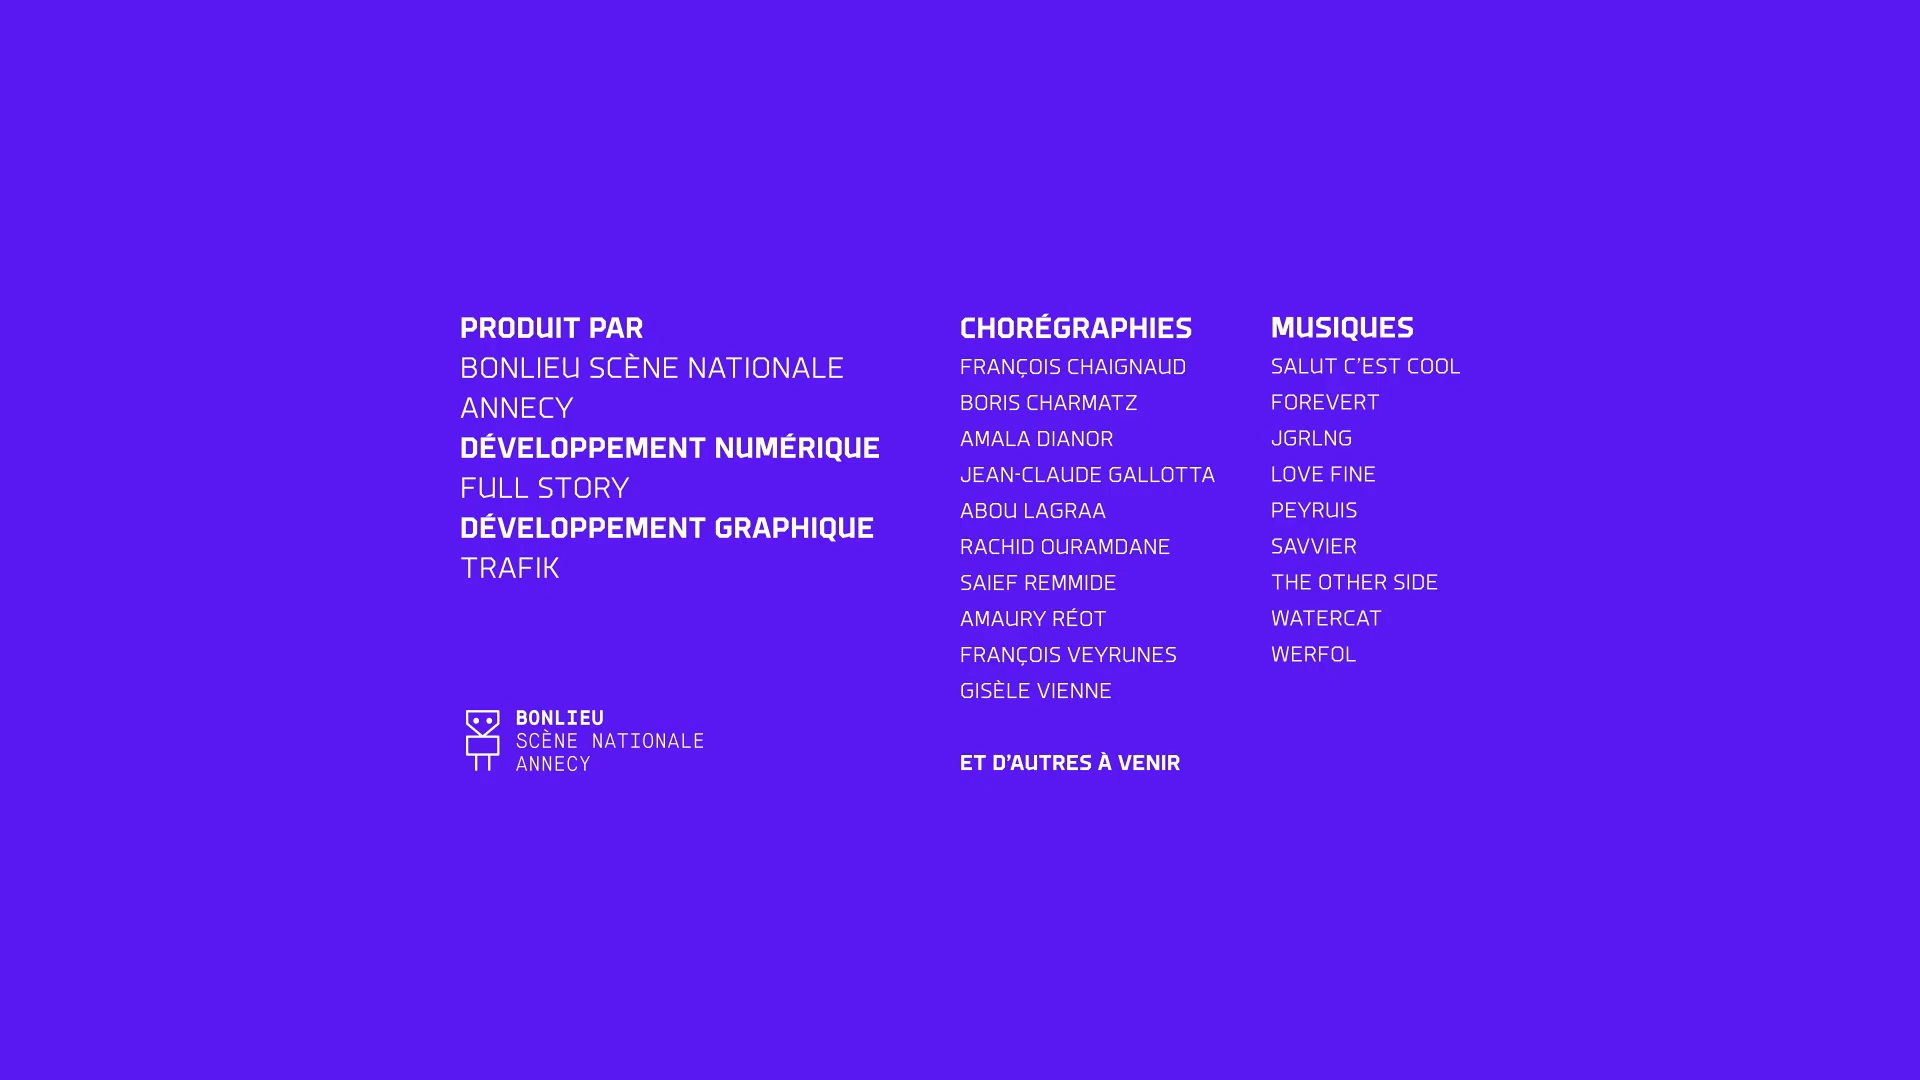 PRODUIT PAR
BONLIEU SCÈNE NATIONALE
ANNECY
DÉVELOPPEMENT NUMÉRIQUE
FULL STORY
DÉVELOPPEMENT GRAPHIQUE
TRAFIK
BONLIEU
SCÈNE NATIONALE
ANNECY
CHORÉGRAPHIES
FRANÇOIS CHAIGNAUD
BORIS CHARMATZ
AMALA DIANOR
JEAN-CLAUDE GALLOTTA
ABOU LAGRAA
RACHID OURAMDANE
SAIEF REMMIDE
AMAURY RÉOT
FRANÇOIS VEYRUNES
GISÈLE VIENNE
ET D’AUTRES À VENIR
MUSIQUES
SALUT C’EST COOL
FOREVERT
JGRLNG
LOVE FINE
PEYRUIS
SAVVIER
THE OTHER SIDE
WATERCAT
WERFOL